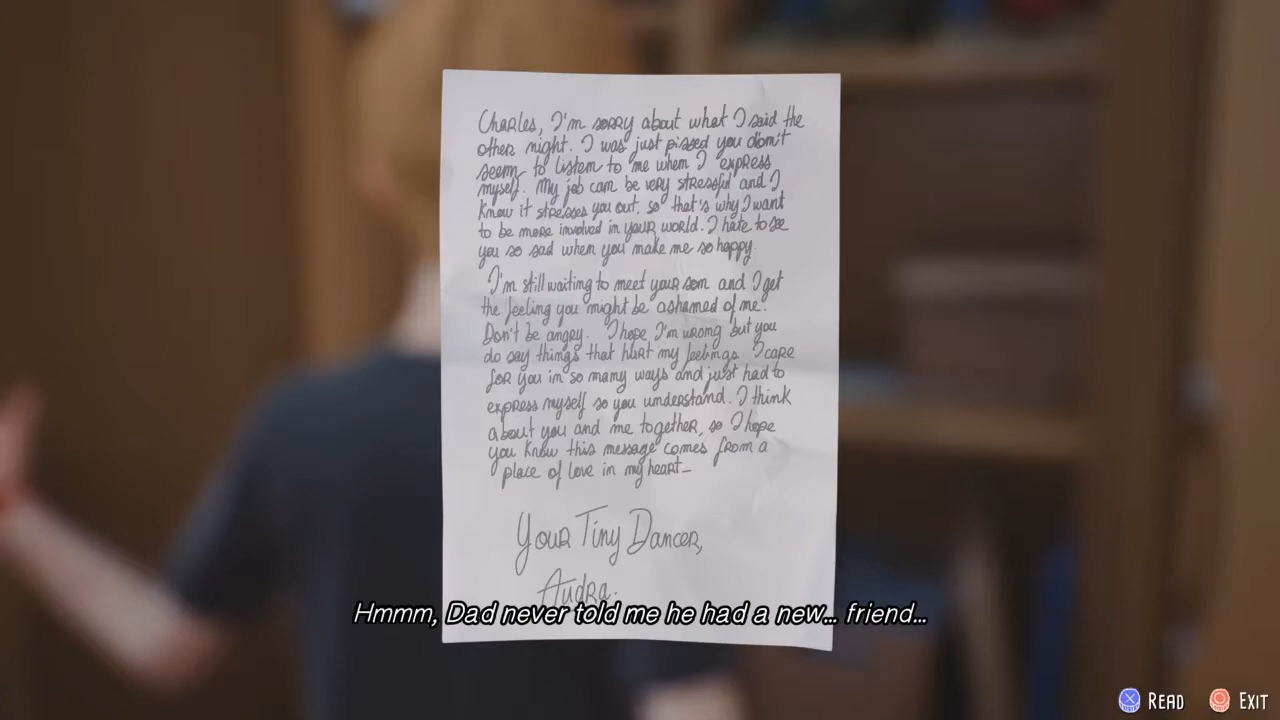 Charles, I'm sorry about what I said the
other night. I was just pissed you don't
seem to listen to me when I express
myself. My job can be very stressful and I
know it stresses you out, so that's why I want
to be more involved in your world. I hate to see
you so sad when you make me so happy.
I'm still waiting to meet your son and I get
the feeling you might be ashamed of me.
Don't be angry. I hope I'm wrong but you
do say things that hurt my feelings. I care
for you in so many ways and just had to
express myself so you understand. I think
about you and me together, so I hope
you know this message comes from a
place of love in my heart_
Your Tiny Dancer,
Audra.
Hmmm, Dad never told me he had a new... friend...
READ
EXIT